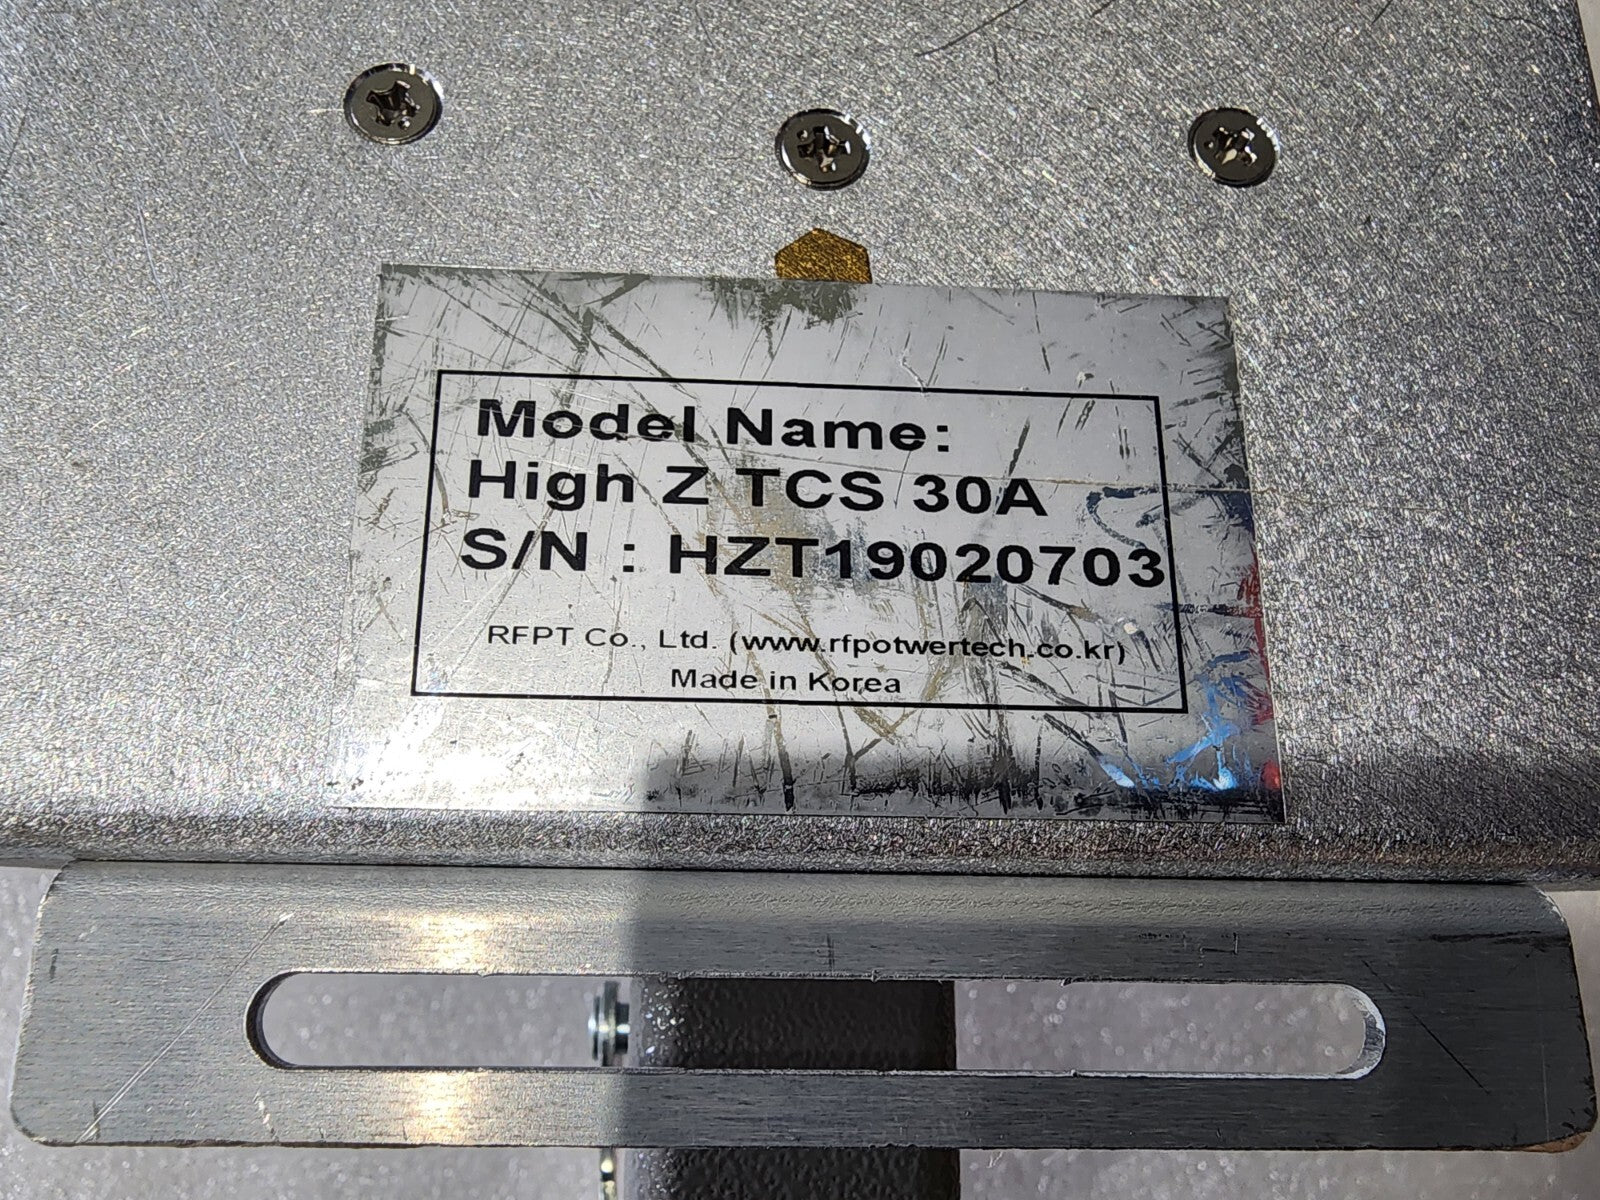 Model Name:
High Z TCS 30A
S/N : HZT19020703
RFPT Co., Ltd. (www.rfpotwertech.co.kr)
Made in Korea